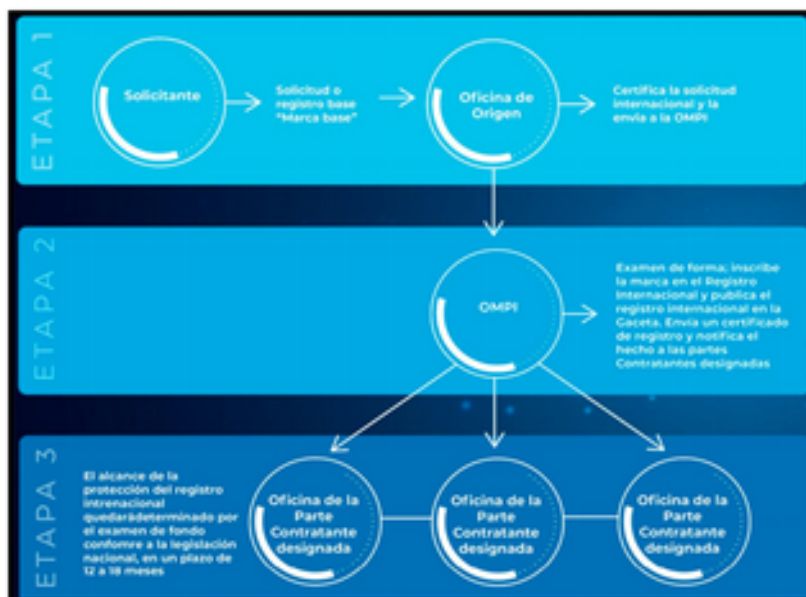 ETAPA 1
Solicitante
Solicitud o
registro base
"Marca base"
Oficina de
Origen
Certifica la solicitud
internacional y la
envía a la OMPI
ETAPA 2
OMPI
Examen de forma; inscribe
la marca en el Registro
Internacional y publica el
registro internacional en la
Gaceta. Envía un certificado
de registro y notifica el
hecho a las partes
Contratantes designadas
ETAPA 3
El alcance de la
protección del registro
intrenacional
quedarádeterminado por
el examen de fondo
confomre a la legislación
nacional, en un plazo de
12 a 18 meses
Oficina de la
Parte
Contratante
designada
Oficina de la
Parte
Contratante
designada
Oficina de la
Parte
Contratante
designada